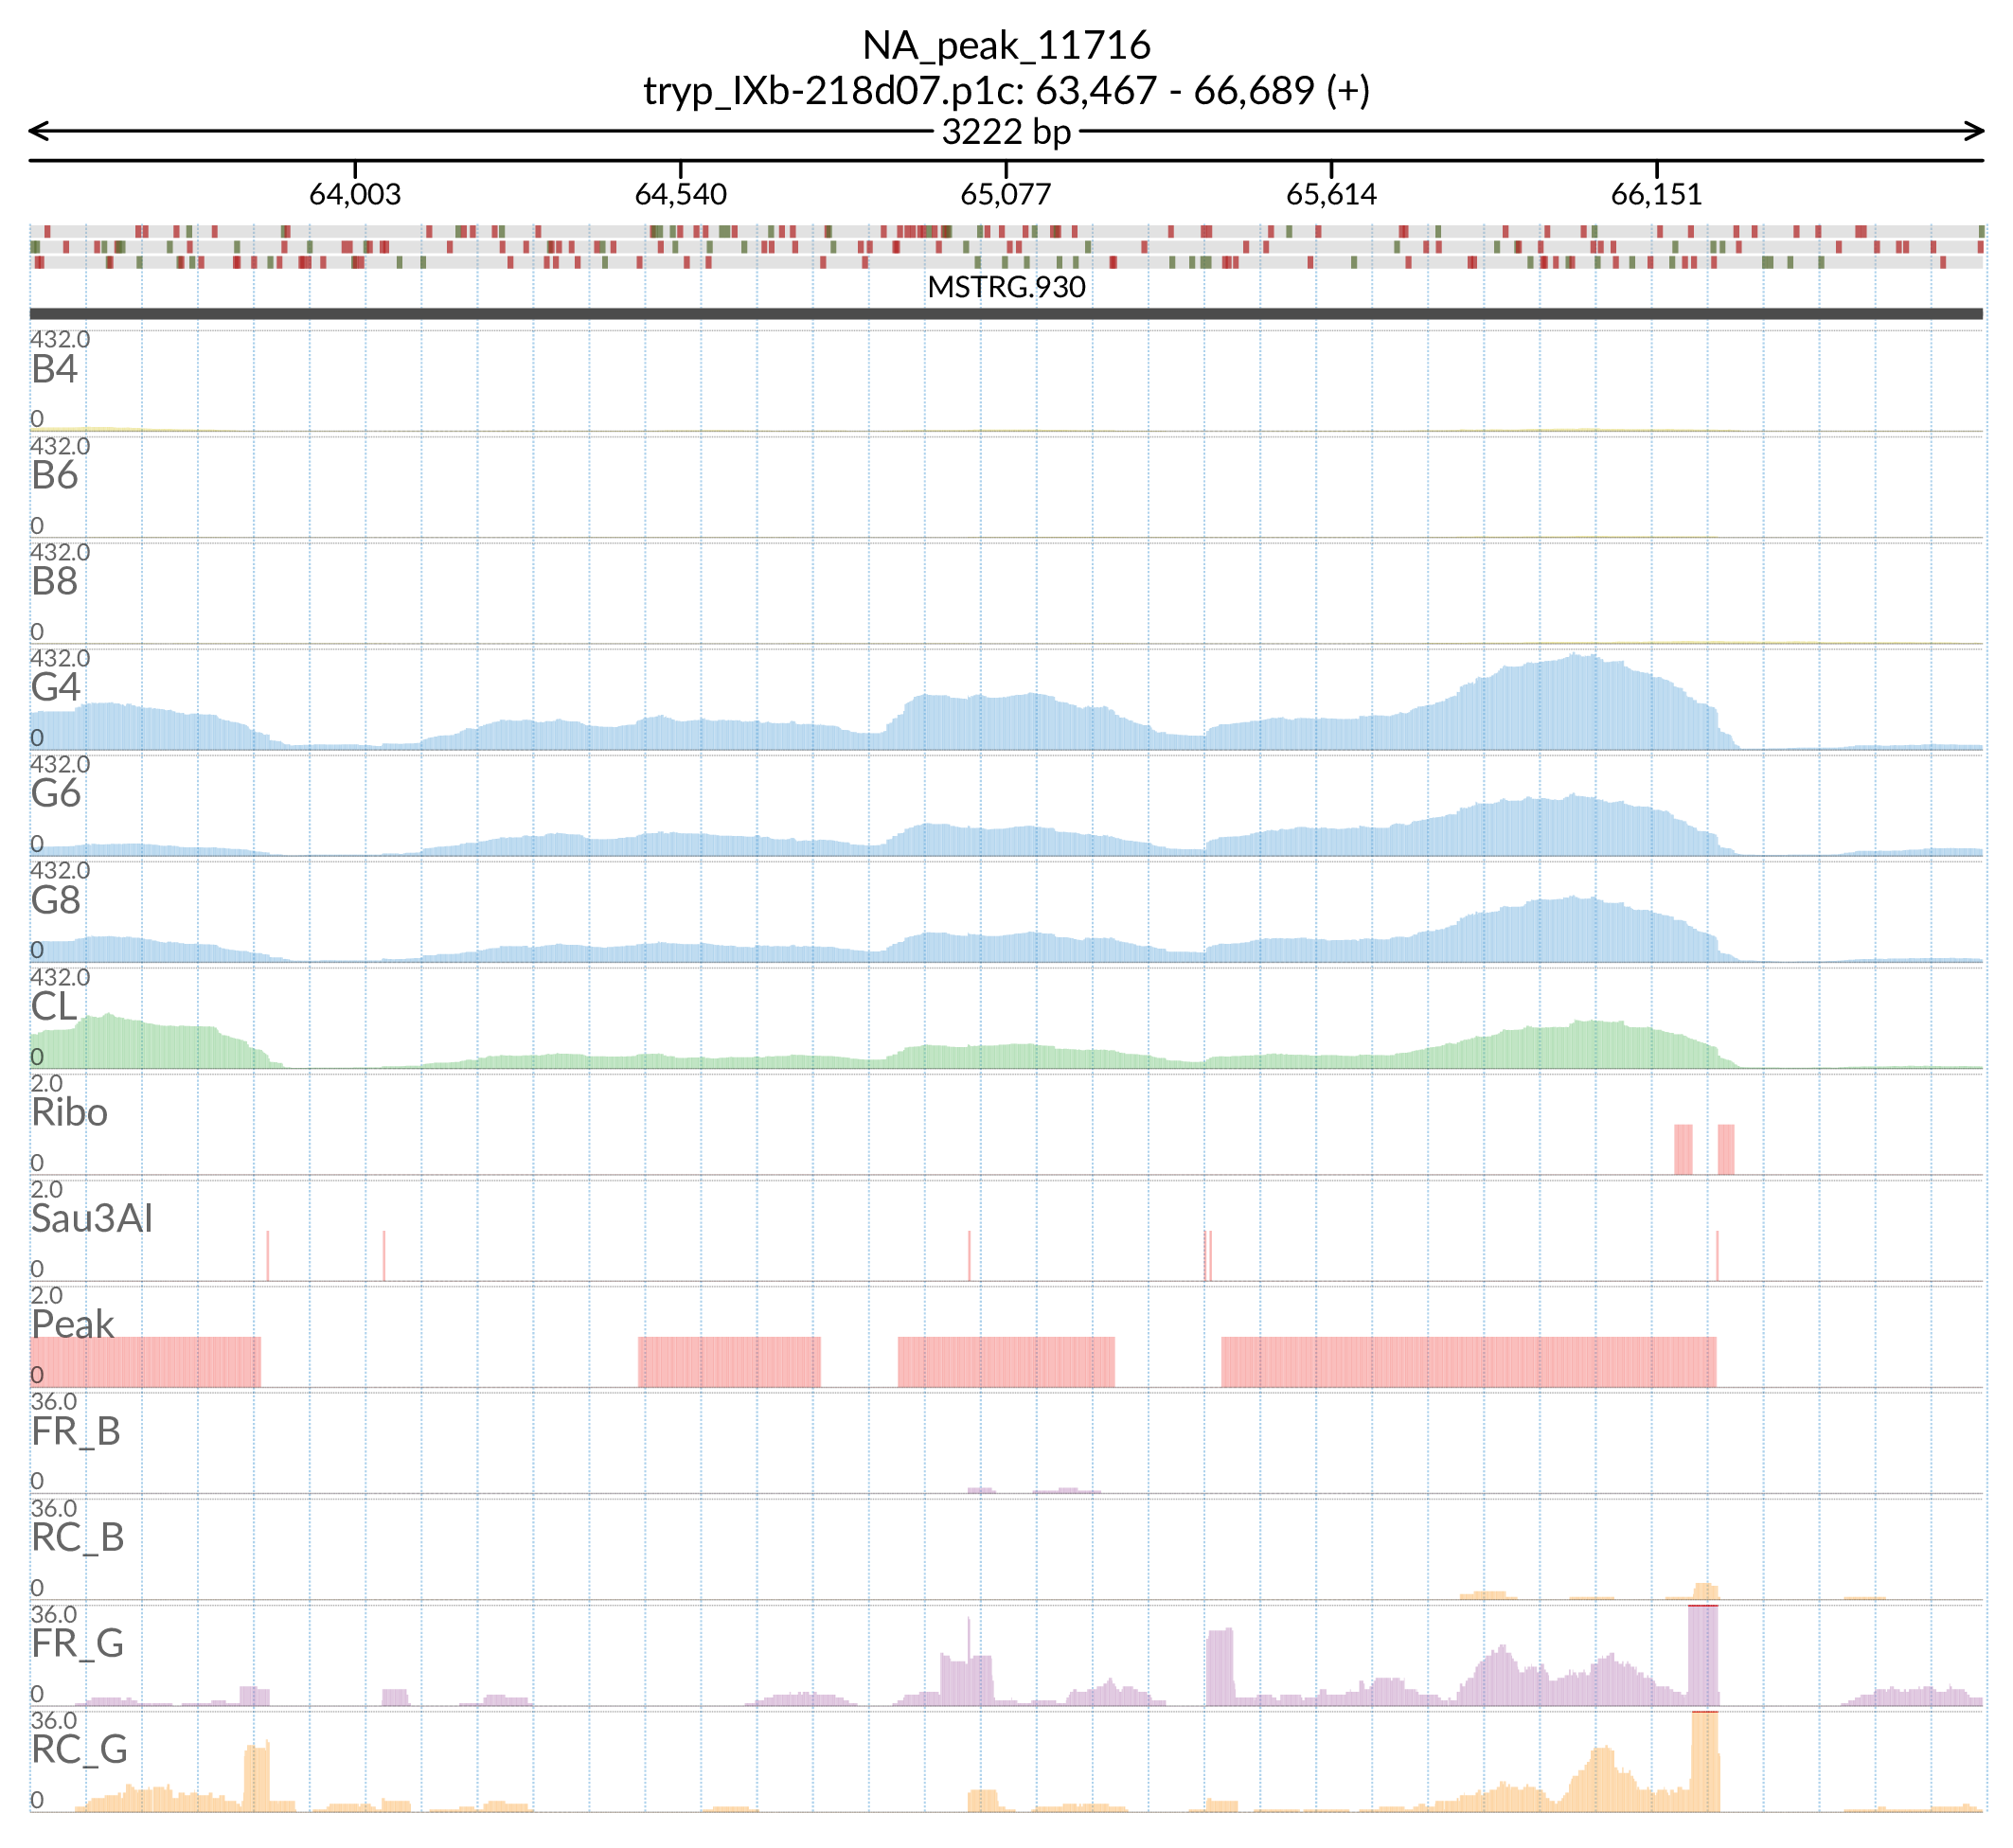 NA_peak_11716
tryp_IXb-218d07.p1c: 63,467 - 66,689 (+)
3222 bp
64,003 64,540 65,077 65,614 66,151
MSTRG.930
432.0
B4
0
432.0
B6
0
432.0
B8
0
432.0
G4
0
432.0
G6
0
432.0
G8
0
432.0
CL
0
2.0
Ribo
0
2.0
Sau3AI
0
2.0
Peak
0
36.0
FR_B
0
36.0
RC_B
0
36.0
FR_G
0
36.0
RC_G
0